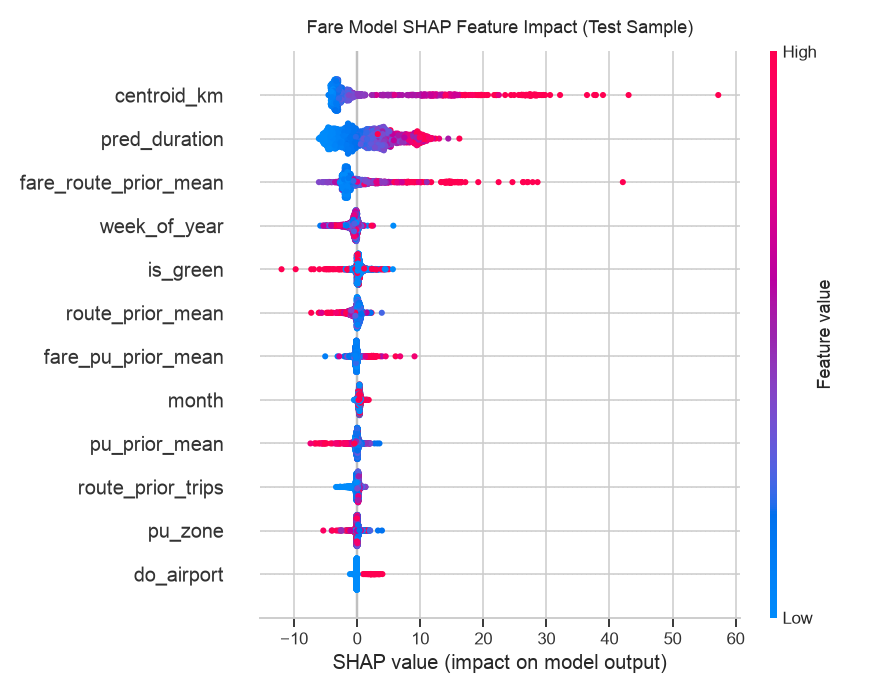 Fare Model SHAP Feature Impact (Test Sample)
High
centroid_km
pred_duration
fare_route_prior_mean
week_of_year
is_green
route_prior_mean
fare_pu_prior_mean
month
pu_prior_mean
route_prior_trips
pu_zone
do_airport
Feature value
Low
−10 0 10 20 30 40 50 60
SHAP value (impact on model output)